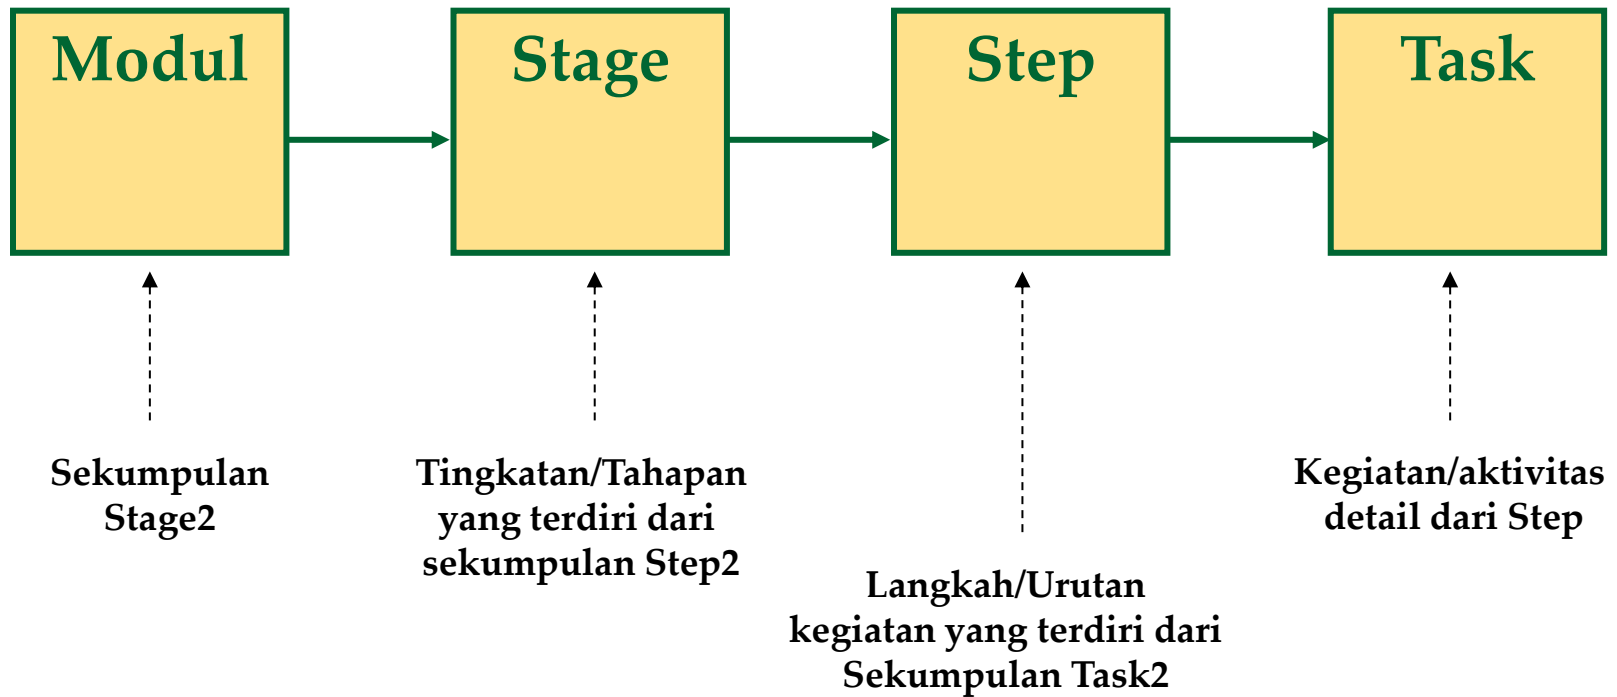 Modul
Stage
Step
Task
Sekumpulan
Stage2
Tingkatan/Tahapan
yang terdiri dari
sekumpulan Step2
Langkah/Urutan
kegiatan yang terdiri dari
Sekumpulan Task2
Kegiatan/aktivitas
detail dari Step